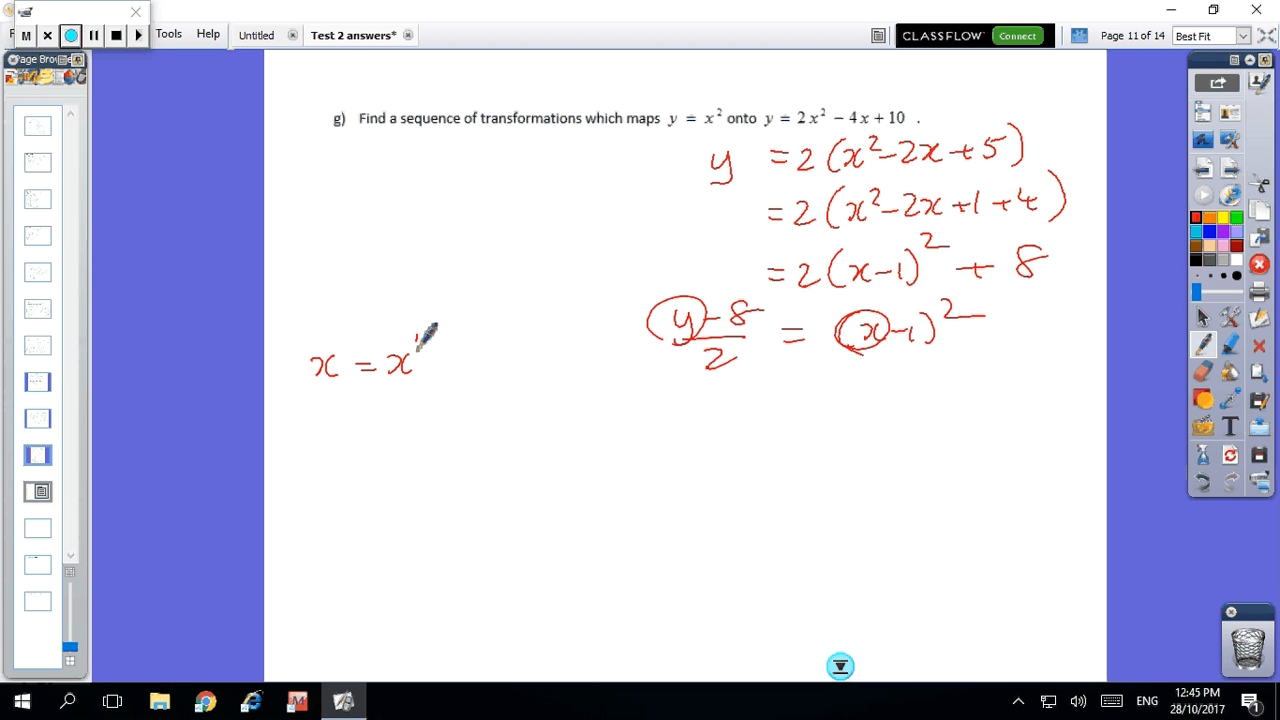 M
Tools Help Untitled Test 2 answers* CLASSFLOW Connect Page 11 of 14 Best Fit
Page Browser
g) Find a sequence of transformations which maps y = x² onto y = 2x² − 4x + 10 .
y = 2(x²-2x+5)
= 2(x²-2x+1+4)
= 2(x-1)² + 8
(y-8)/2 = (x-1)²
x = x'
T
ENG
12:45 PM
28/10/2017